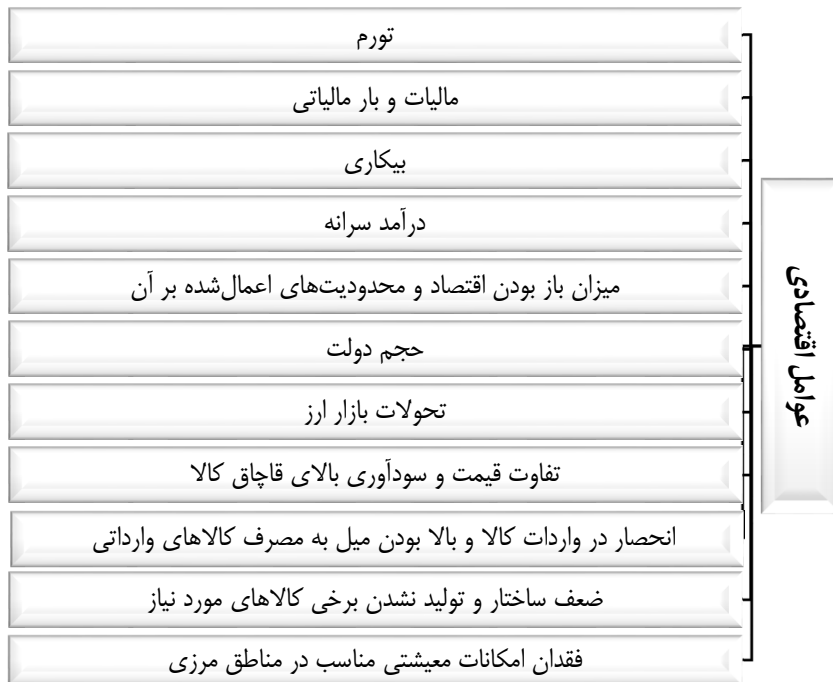 عوامل اقتصادی
تورم
مالیات و بار مالیاتی
بیکاری
درآمد سرانه
میزان باز بودن اقتصاد و محدودیت‌های اعمال‌شده بر آن
حجم دولت
تحولات بازار ارز
تفاوت قیمت و سودآوری بالای قاچاق کالا
انحصار در واردات کالا و بالا بودن میل به مصرف کالاهای وارداتی
ضعف ساختار و تولید نشدن برخی کالاهای مورد نیاز
فقدان امکانات معیشتی مناسب در مناطق مرزی